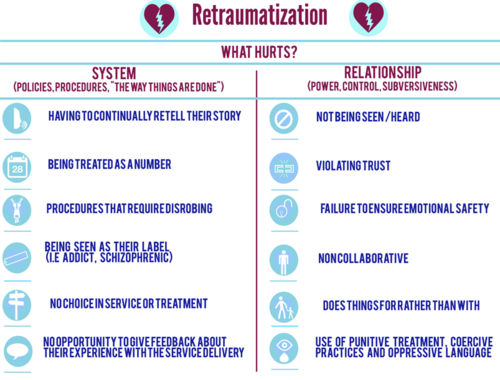 Retraumatization
WHAT HURTS?
SYSTEM
(POLICIES, PROCEDURES, "THE WAY THINGS ARE DONE")
HAVING TO CONTINUALLY RETELL THEIR STORY
28
BEING TREATED AS A NUMBER
PROCEDURES THAT REQUIRE DISROBING
BEING SEEN AS THEIR LABEL
(I.E ADDICT, SCHIZOPHRENIC)
NO CHOICE IN SERVICE OR TREATMENT
NO OPPORTUNITY TO GIVE FEEDBACK ABOUT
THEIR EXPERIENCE WITH THE SERVICE DELIVERY
RELATIONSHIP
(POWER, CONTROL, SUBVERSIVENESS)
NOT BEING SEEN/HEARD
VIOLATING TRUST
FAILURE TO ENSURE EMOTIONAL SAFETY
NON COLLABORATIVE
DOES THINGS FOR RATHER THAN WITH
USE OF PUNITIVE TREATMENT, COERCIVE
PRACTICES AND OPPRESSIVE LANGUAGE